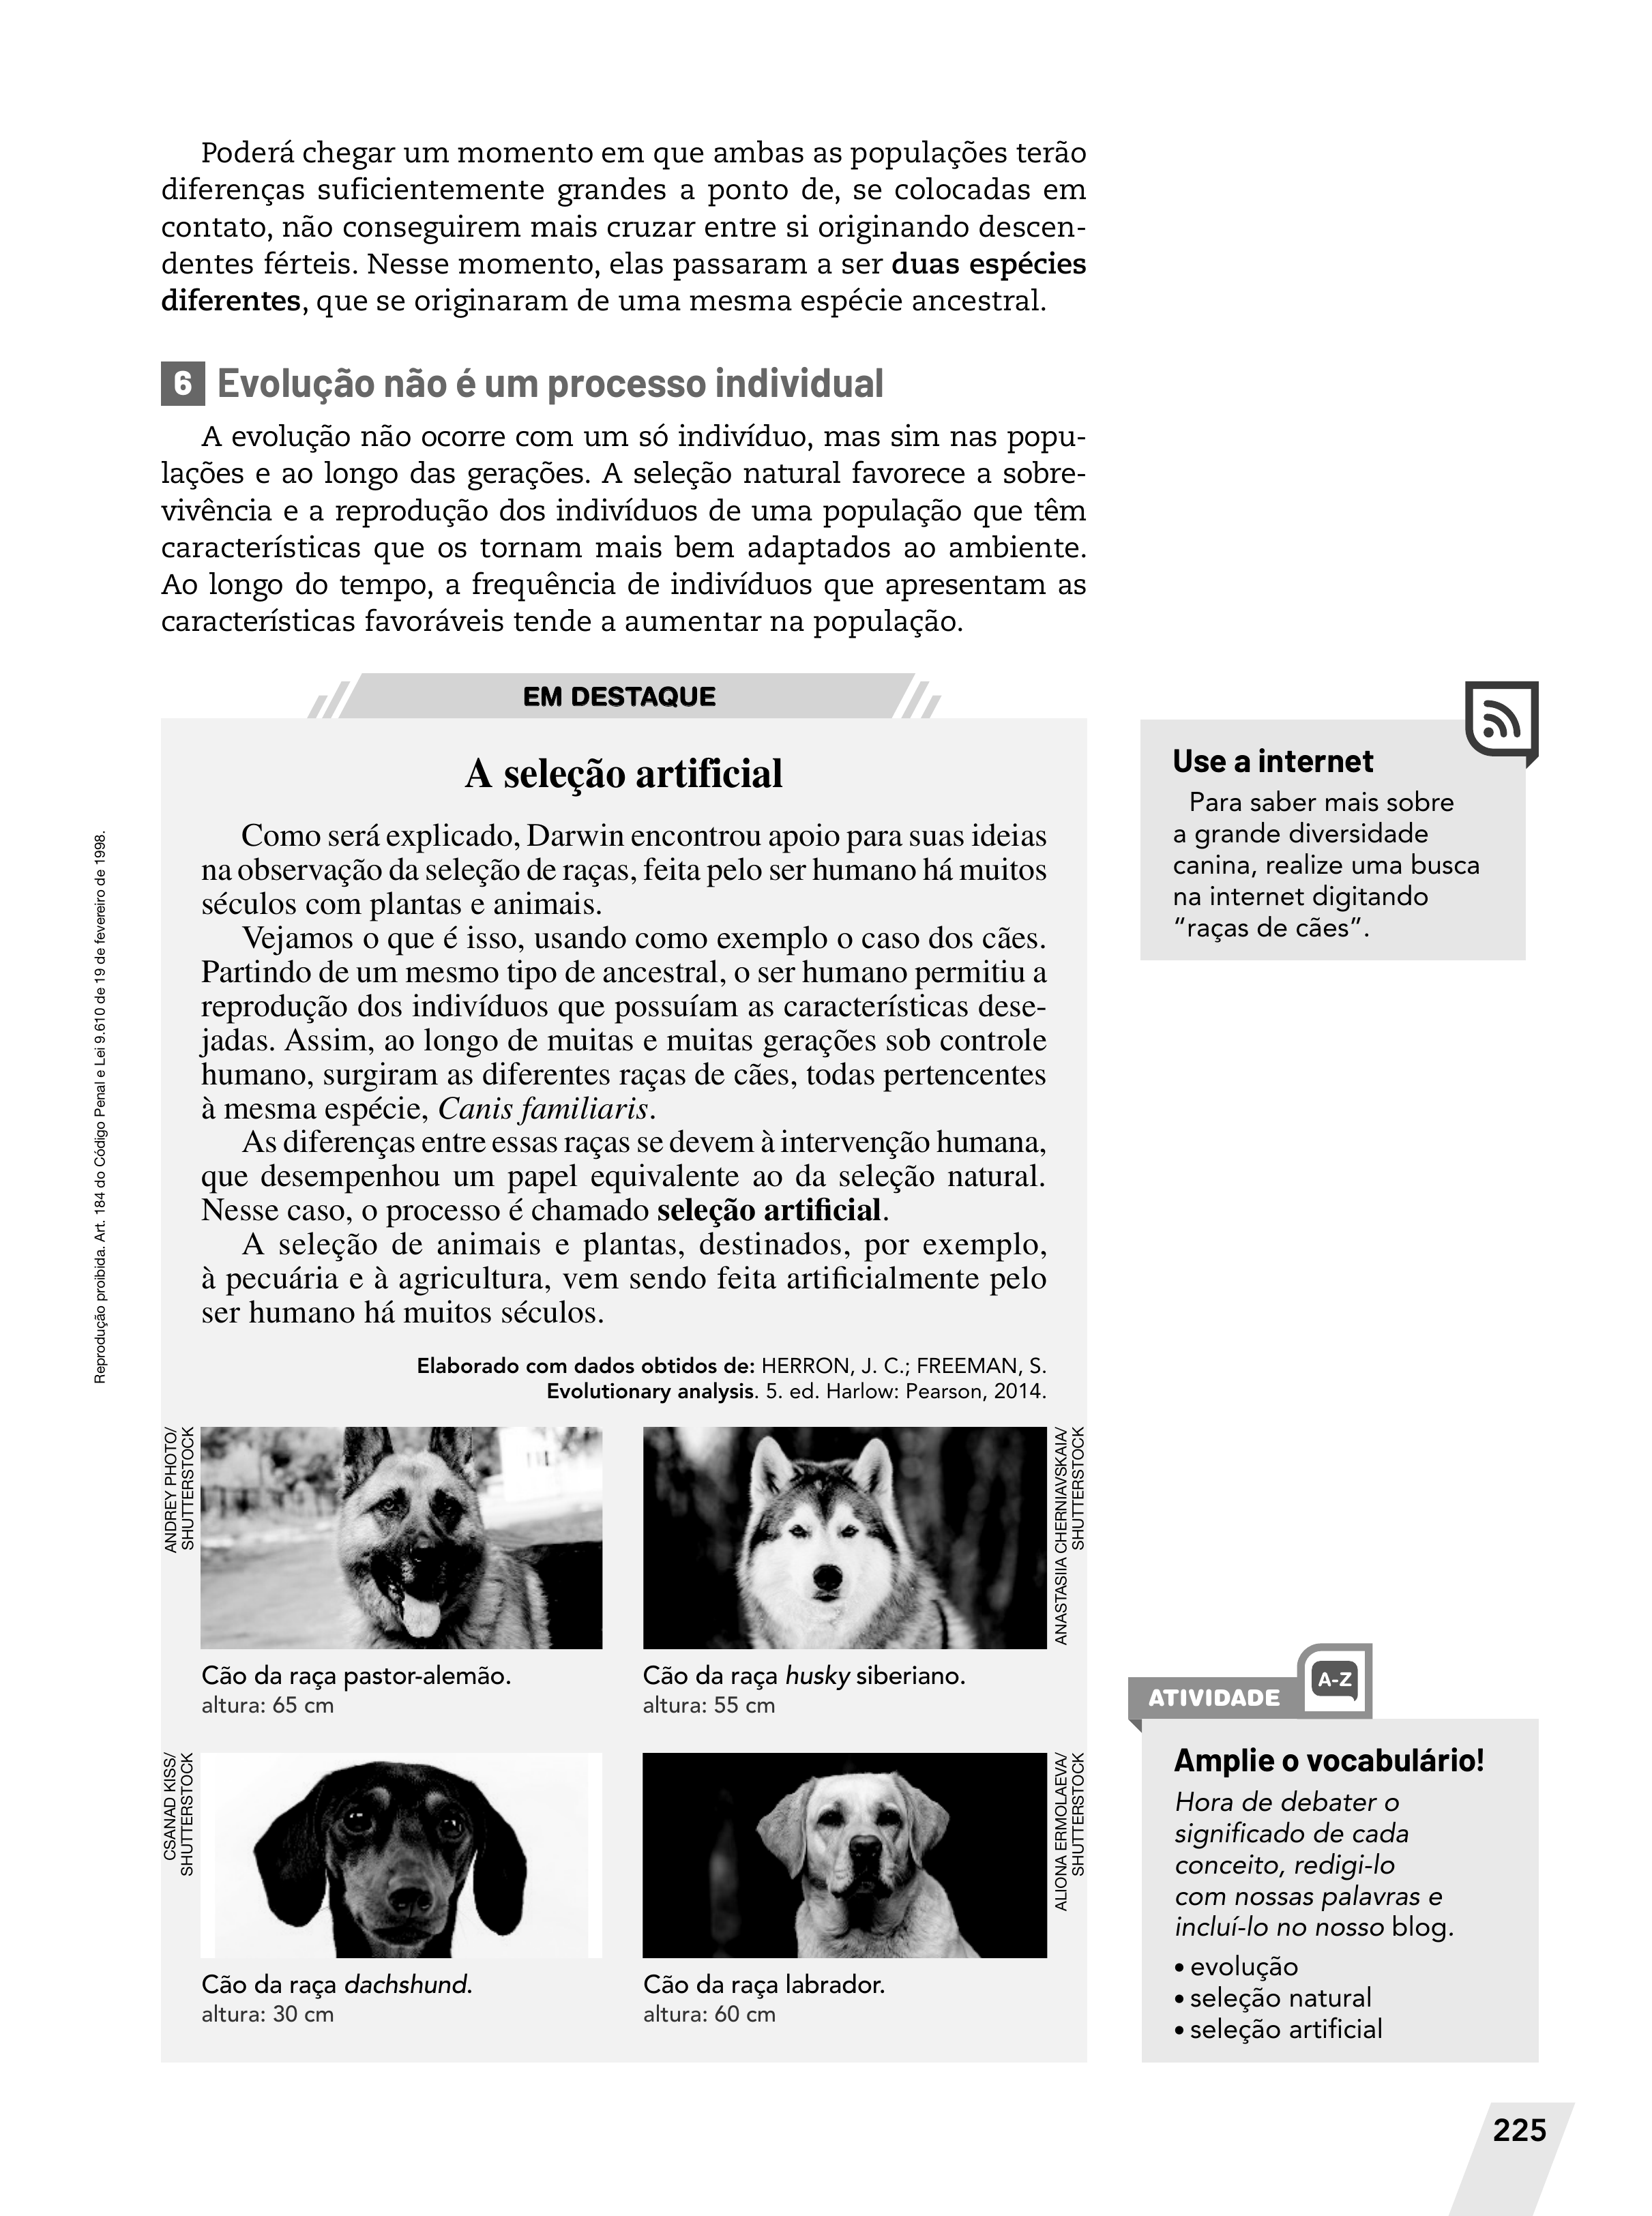 Poderá chegar um momento em que ambas as populações terão
diferenças suficientemente grandes a ponto de, se colocadas em
contato, não conseguirem mais cruzar entre si originando descen-
dentes férteis. Nesse momento, elas passaram a ser duas espécies
diferentes, que se originaram de uma mesma espécie ancestral.
6 Evolução não é um processo individual
A evolução não ocorre com um só indivíduo, mas sim nas popu-
lações e ao longo das gerações. A seleção natural favorece a sobre-
vivência e a reprodução dos indivíduos de uma população que têm
características que os tornam mais bem adaptados ao ambiente.
Ao longo do tempo, a frequência de indivíduos que apresentam as
características favoráveis tende a aumentar na população.
EM DESTAQUE
A seleção artificial
Como será explicado, Darwin encontrou apoio para suas ideias
na observação da seleção de raças, feita pelo ser humano há muitos
séculos com plantas e animais.
Vejamos o que é isso, usando como exemplo o caso dos cães.
Partindo de um mesmo tipo de ancestral, o ser humano permitiu a
reprodução dos indivíduos que possuíam as características dese-
jadas. Assim, ao longo de muitas e muitas gerações sob controle
humano, surgiram as diferentes raças de cães, todas pertencentes
à mesma espécie, Canis familiaris.
As diferenças entre essas raças se devem à intervenção humana,
que desempenhou um papel equivalente ao da seleção natural.
Nesse caso, o processo é chamado seleção artificial.
A seleção de animais e plantas, destinados, por exemplo,
à pecuária e à agricultura, vem sendo feita artificialmente pelo
ser humano há muitos séculos.
Elaborado com dados obtidos de: HERRON, J. C.; FREEMAN, S.
Evolutionary analysis. 5. ed. Harlow: Pearson, 2014.
ANDREY PHOTO/
SHUTTERSTOCK
Cão da raça pastor-alemão.
altura: 65 cm
ANASTASIIA CHERNIAVSKAIA/
SHUTTERSTOCK
Cão da raça husky siberiano.
altura: 55 cm
CSANAD KISS/
SHUTTERSTOCK
Cão da raça dachshund.
altura: 30 cm
ALIONA ERMOLAEVA/
SHUTTERSTOCK
Cão da raça labrador.
altura: 60 cm
Use a internet
Para saber mais sobre
a grande diversidade
canina, realize uma busca
na internet digitando
“raças de cães”.
ATIVIDADE
A-Z
Amplie o vocabulário!
Hora de debater o
significado de cada
conceito, redigi-lo
com nossas palavras e
incluí-lo no nosso blog.
• evolução
• seleção natural
• seleção artificial
Reprodução proibida. Art. 184 do Código Penal e Lei 9.610 de 19 de fevereiro de 1998.
225